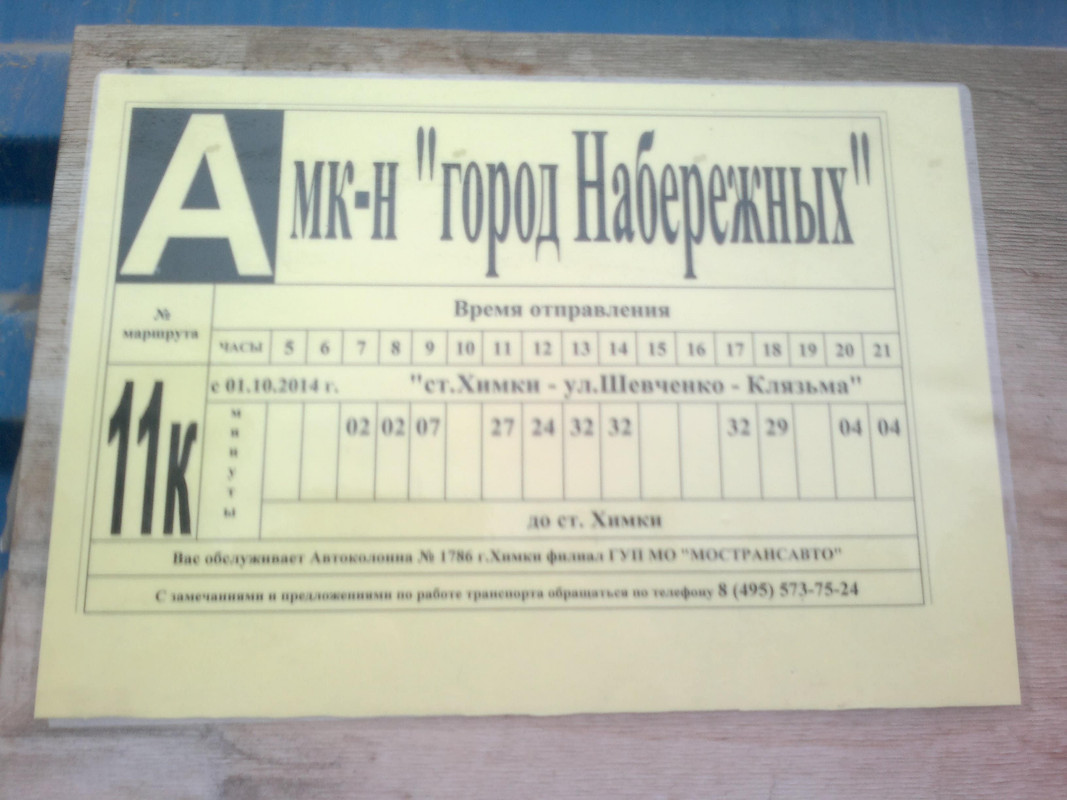 А мк-н "город Набережных"
№ маршрута
Время отправления
ЧАСЫ 5 6 7 8 9 10 11 12 13 14 15 16 17 18 19 20 21
11к
с 01.10.2014 г. "ст.Химки - ул.Шевченко - Клязьма"
минуты 02 02 07 27 24 32 32 32 29 04 04
до ст. Химки
Вас обслуживает Автоколонна № 1786 г.Химки филиал ГУП МО "МОСТРАНСАВТО"
С замечаниями и предложениями по работе транспорта обращаться по телефону 8 (495) 573-75-24